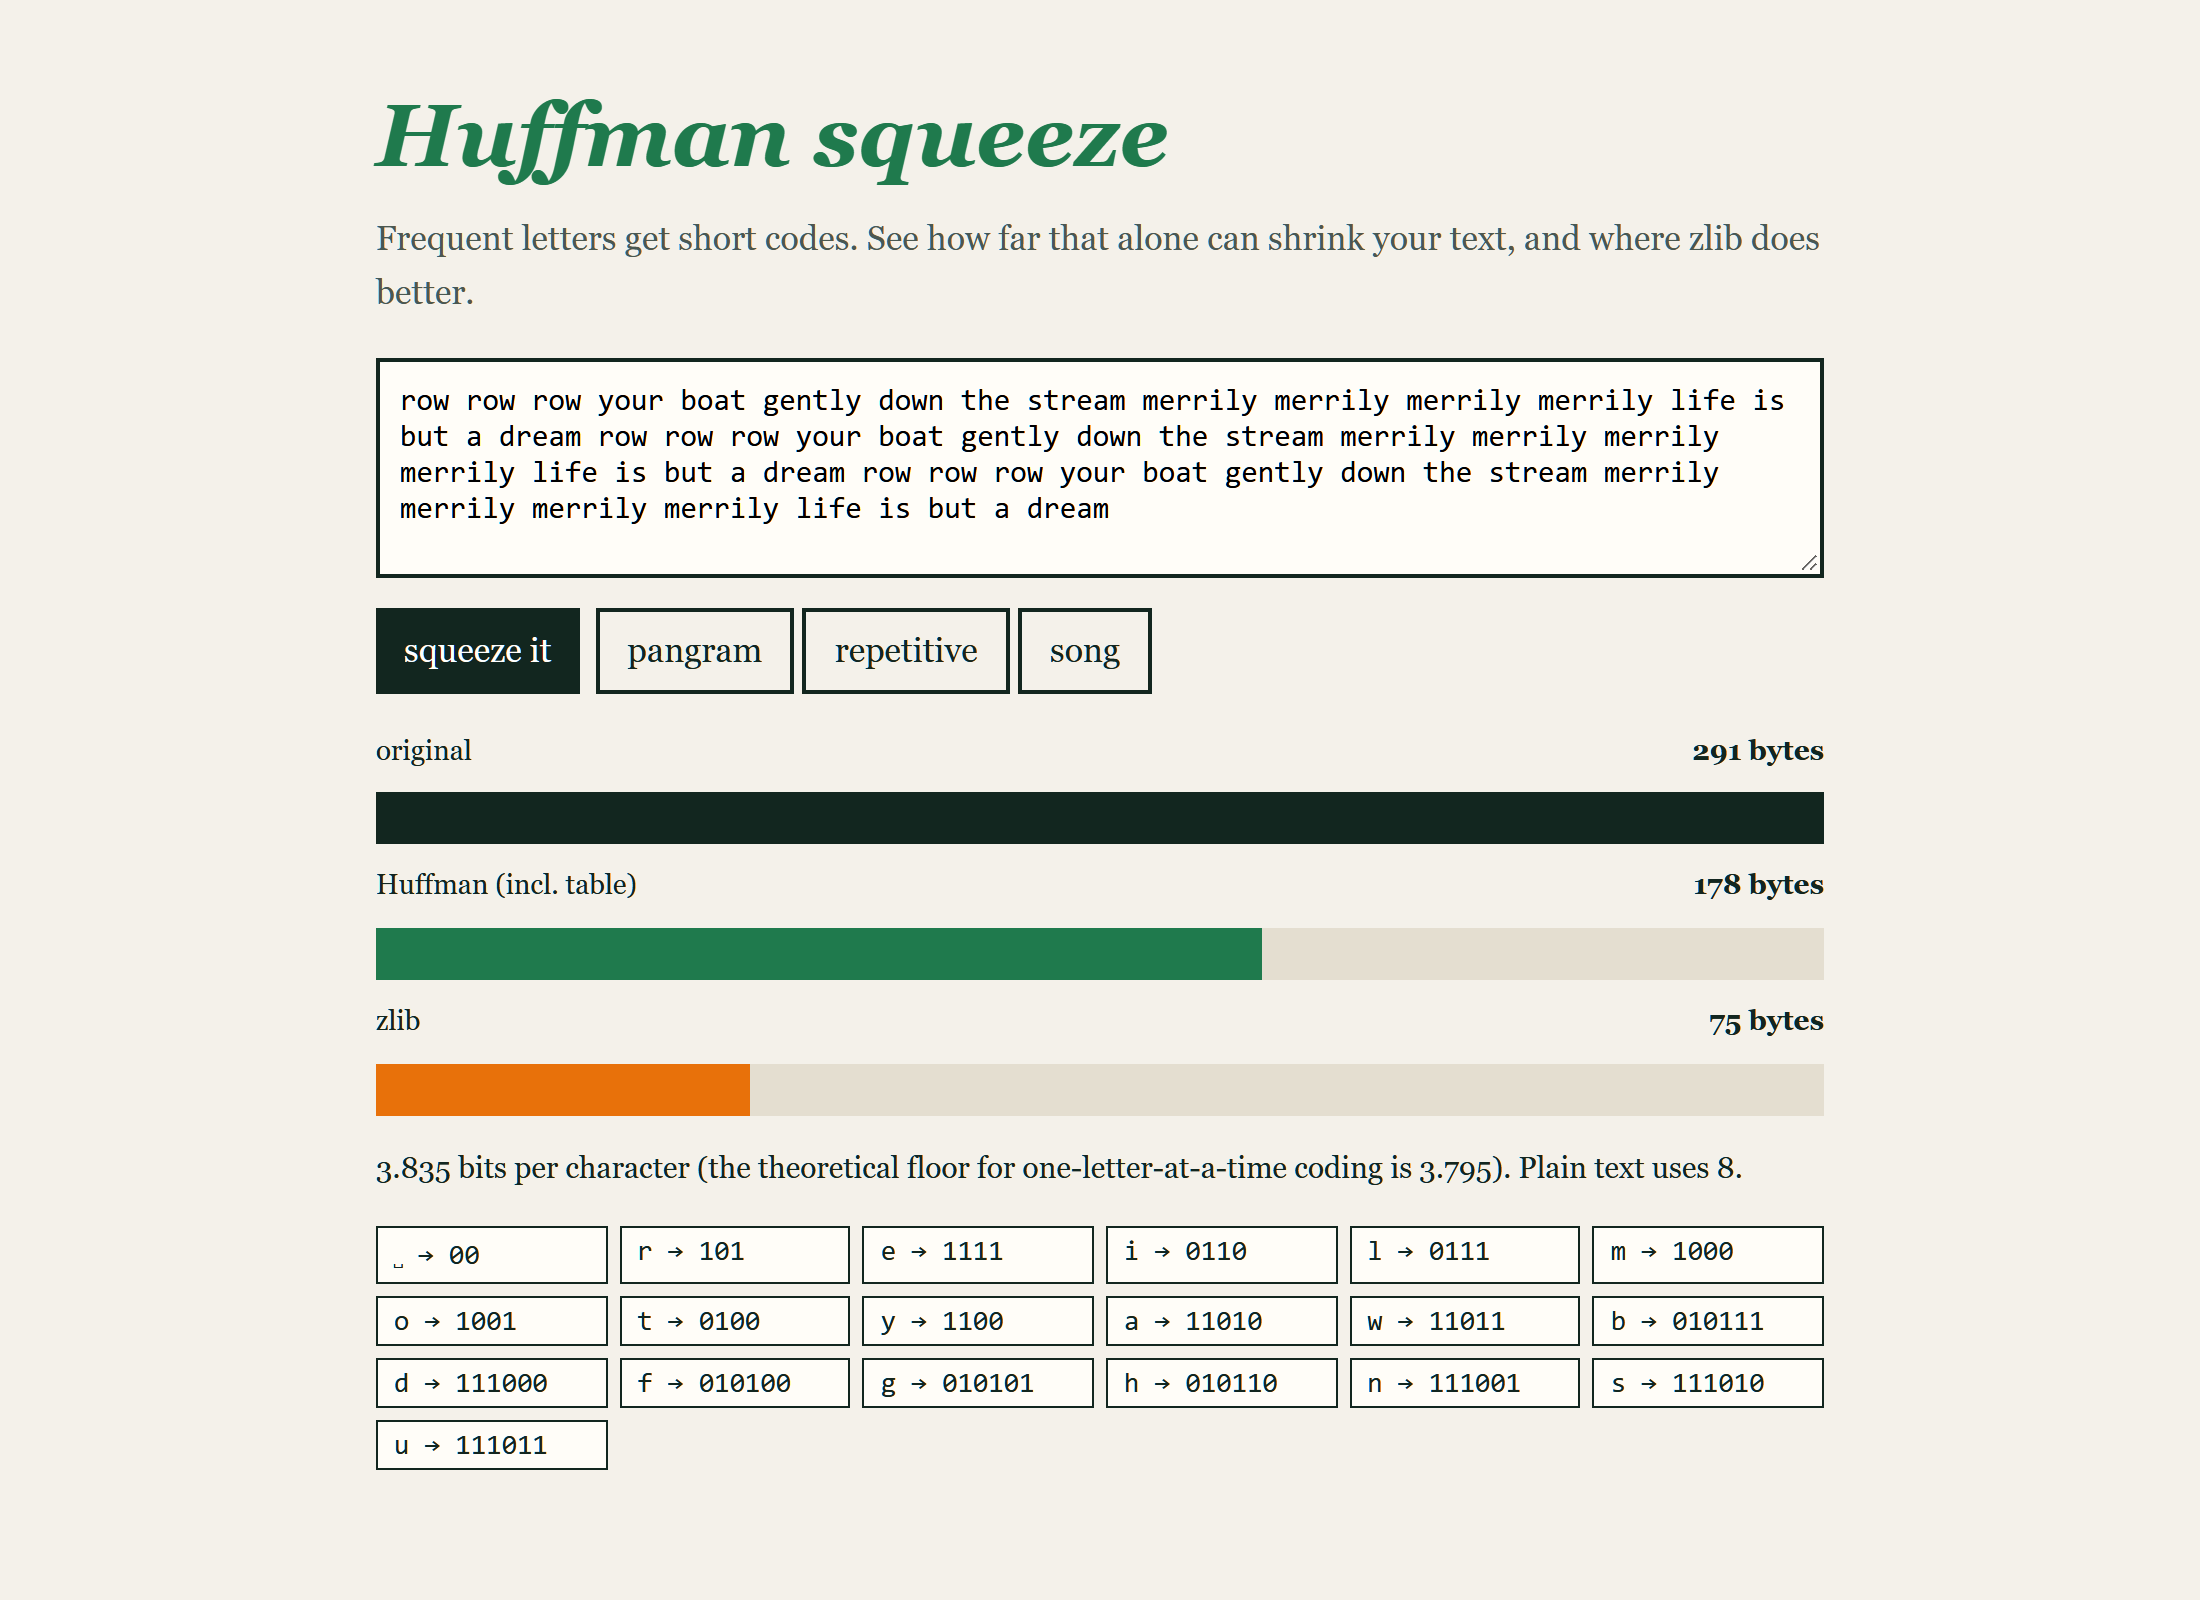 Huffman squeeze
Frequent letters get short codes. See how far that alone can shrink your text, and where zlib does
better.
row row row your boat gently down the stream merrily merrily merrily merrily life is
but a dream row row row your boat gently down the stream merrily merrily merrily
merrily life is but a dream row row row your boat gently down the stream merrily
merrily merrily merrily life is but a dream
squeeze it pangram repetitive song
original 291 bytes
Huffman (incl. table) 178 bytes
zlib 75 bytes
3.835 bits per character (the theoretical floor for one-letter-at-a-time coding is 3.795). Plain text uses 8.
␣ → 00 r → 101 e → 1111 i → 0110 l → 0111 m → 1000
o → 1001 t → 0100 y → 1100 a → 11010 w → 11011 b → 010111
d → 111000 f → 010100 g → 010101 h → 010110 n → 111001 s → 111010
u → 111011